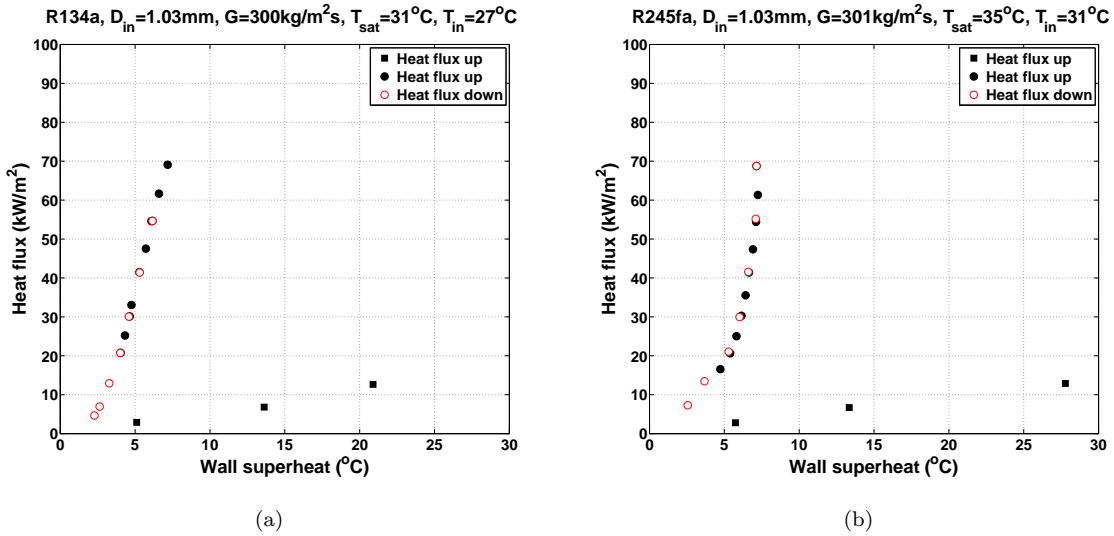 R134a, D_in=1.03mm, G=300kg/m²s, T_sat=31°C, T_in=27°C
100
90
80
70
60
50
40
30
20
10
0
Heat flux (kW/m²)
Heat flux up
Heat flux up
Heat flux down
0 5 10 15 20 25 30
Wall superheat (°C)
(a)
R245fa, D_in=1.03mm, G=301kg/m²s, T_sat=35°C, T_in=31°C
100
90
80
70
60
50
40
30
20
10
0
Heat flux (kW/m²)
Heat flux up
Heat flux up
Heat flux down
0 5 10 15 20 25 30
Wall superheat (°C)
(b)